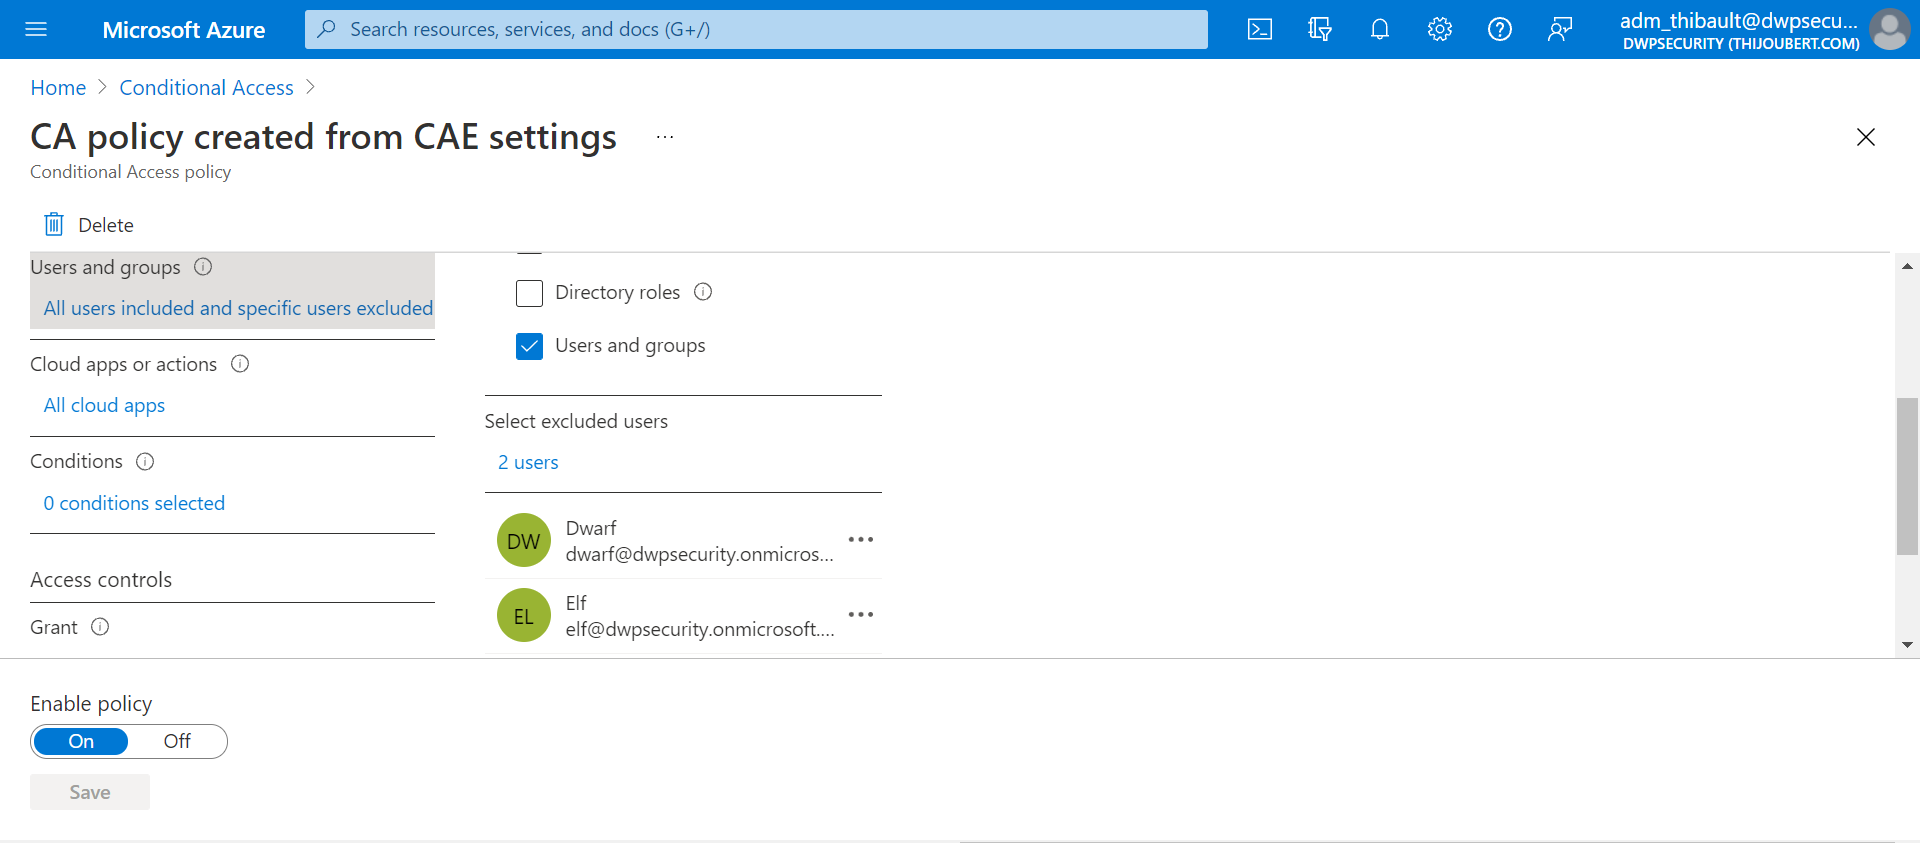 Microsoft Azure
Search resources, services, and docs (G+/)
adm_thibault@dwpsecu...
DWPSECURITY (THIJOUBERT.COM)
Home > Conditional Access >
CA policy created from CAE settings ...
Conditional Access policy
Delete
Users and groups
All users included and specific users excluded
Cloud apps or actions
All cloud apps
Conditions
0 conditions selected
Access controls
Grant
Directory roles
Users and groups
Select excluded users
2 users
DW
Dwarf
dwarf@dwpsecurity.onmicros...
EL
Elf
elf@dwpsecurity.onmicrosoft....
Enable policy
On Off
Save